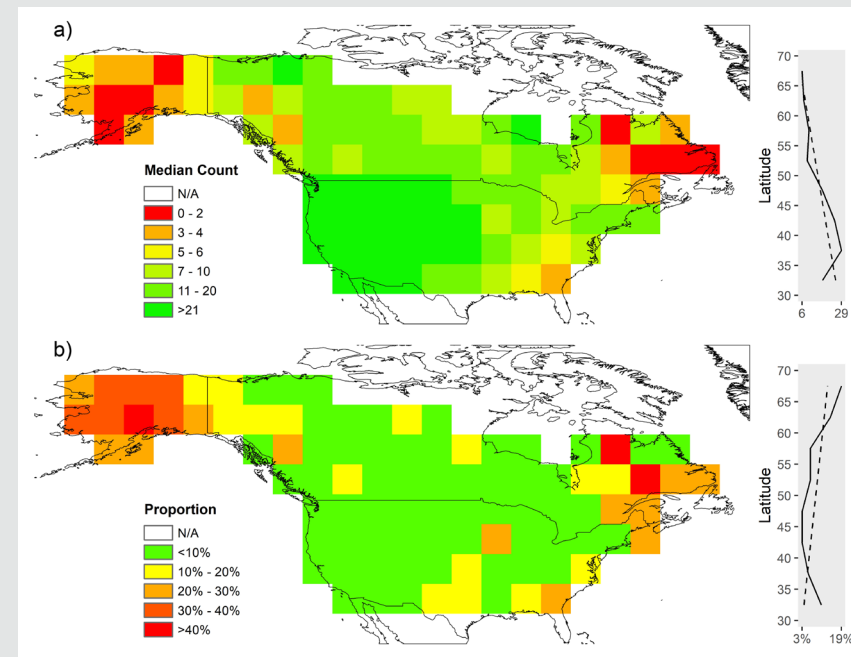 a)
Median Count
N/A
0 - 2
3 - 4
5 - 6
7 - 10
11 - 20
>21
Latitude
70
65
60
55
50
45
40
35
30
6 29
b)
Proportion
N/A
<10%
10% - 20%
20% - 30%
30% - 40%
>40%
Latitude
70
65
60
55
50
45
40
35
30
3% 19%